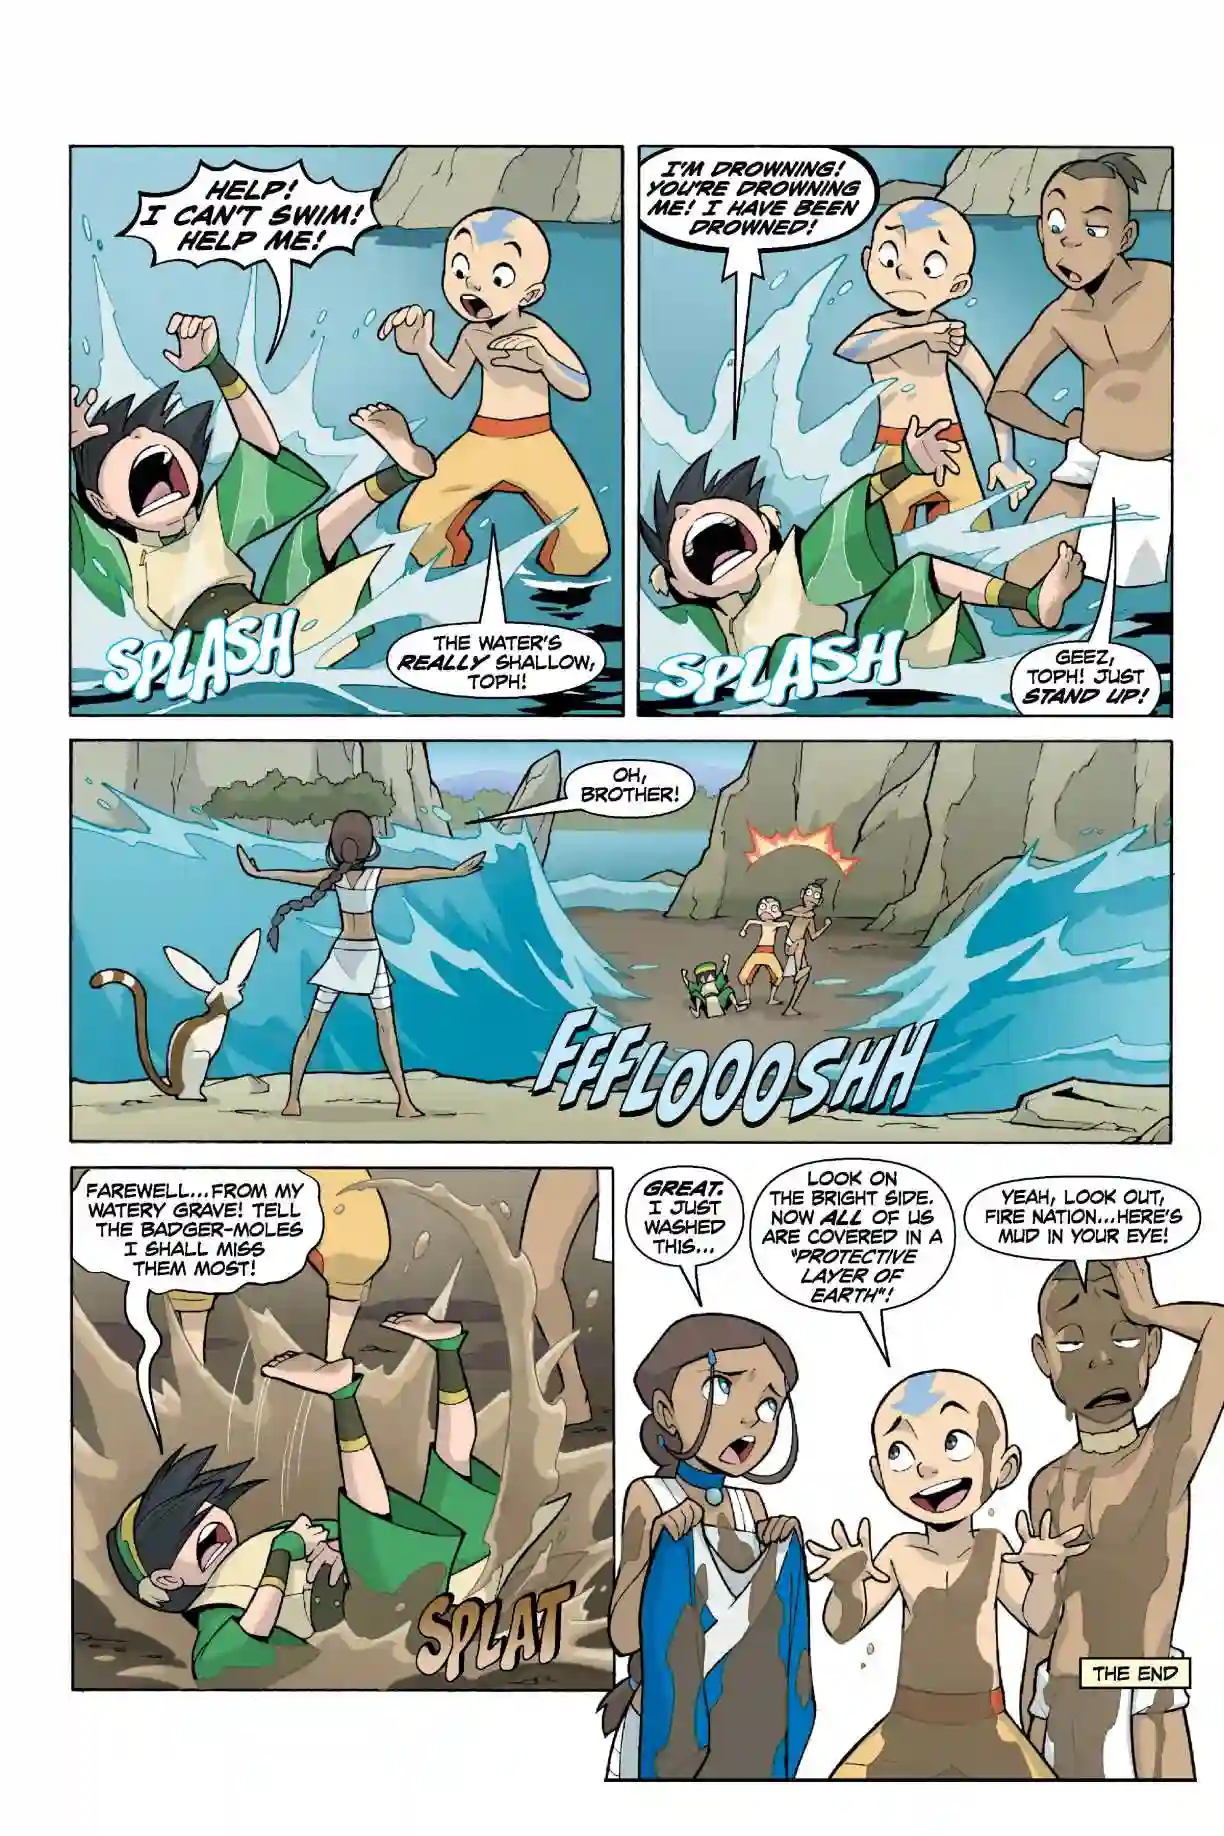 HELP!
I CAN'T SWIM!
HELP ME!
THE WATER'S
REALLY SHALLOW,
TOPH!
SPLASH
I'M DROWNING!
YOU'RE DROWNING
ME! I HAVE BEEN
DROWNED!
GEEZ,
TOPH! JUST
STAND UP!
SPLASH
OH,
BROTHER!
FFFLOOOSHH
FAREWELL...FROM MY
WATERY GRAVE! TELL
THE BADGER-MOLES
I SHALL MISS
THEM MOST!
SPLAT
GREAT.
I JUST
WASHED
THIS...
LOOK ON
THE BRIGHT SIDE.
NOW ALL OF US
ARE COVERED IN A
"PROTECTIVE
LAYER OF
EARTH"!
YEAH, LOOK OUT,
FIRE NATION...HERE'S
MUD IN YOUR EYE!
THE END